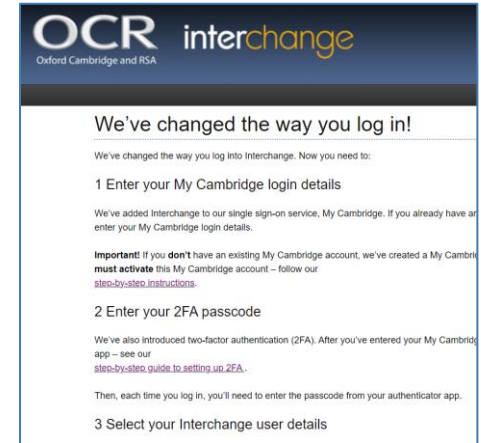 OCR
Oxford Cambridge and RSA
interchange
We've changed the way you log in!
We've changed the way you log into Interchange. Now you need to:
1 Enter your My Cambridge login details
We've added Interchange to our single sign-on service, My Cambridge. If you already have an
enter your My Cambridge login details.
Important! If you don't have an existing My Cambridge account, we've created a My
must activate this My Cambridge account – follow our
step-by-step instructions.
2 Enter your 2FA passcode
We've also introduced two-factor authentication (2FA). After you've entered your My
app – see our
step-by-step guide to setting up 2FA .
Then, each time you log in, you'll need to enter the passcode from your authenticator app.
3 Select your Interchange user details